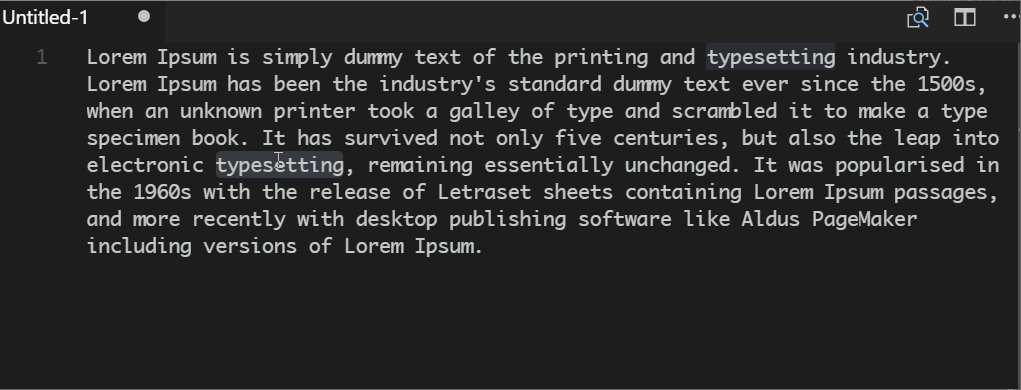 Untitled-1
1
Lorem Ipsum is simply dummy text of the printing and typesetting industry.
Lorem Ipsum has been the industry's standard dummy text ever since the 1500s,
when an unknown printer took a galley of type and scrambled it to make a type
specimen book. It has survived not only five centuries, but also the leap into
electronic typesetting, remaining essentially unchanged. It was popularised in
the 1960s with the release of Letraset sheets containing Lorem Ipsum passages,
and more recently with desktop publishing software like Aldus PageMaker
including versions of Lorem Ipsum.